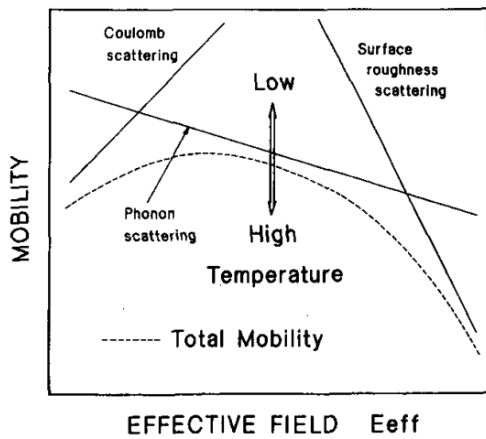 Coulomb
scattering
Surface
roughness
scattering
Low
Phonon
scattering
High
Temperature
Total Mobility
MOBILITY
EFFECTIVE FIELD Eeff